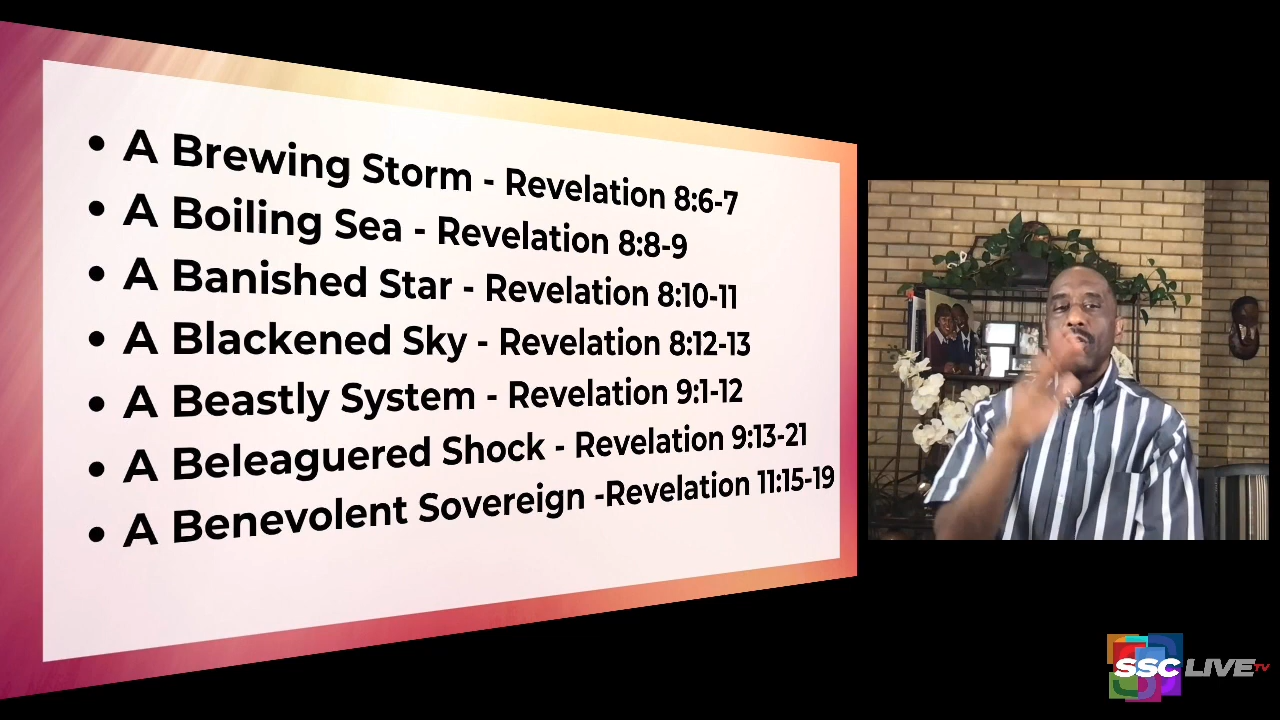 • A Brewing Storm - Revelation 8:6-7
• A Boiling Sea - Revelation 8:8-9
• A Banished Star - Revelation 8:10-11
• A Blackened Sky - Revelation 8:12-13
• A Beastly System - Revelation 9:1-12
• A Beleaguered Shock - Revelation 9:13-21
• A Benevolent Sovereign -Revelation 11:15-19
SSC LIVE TV